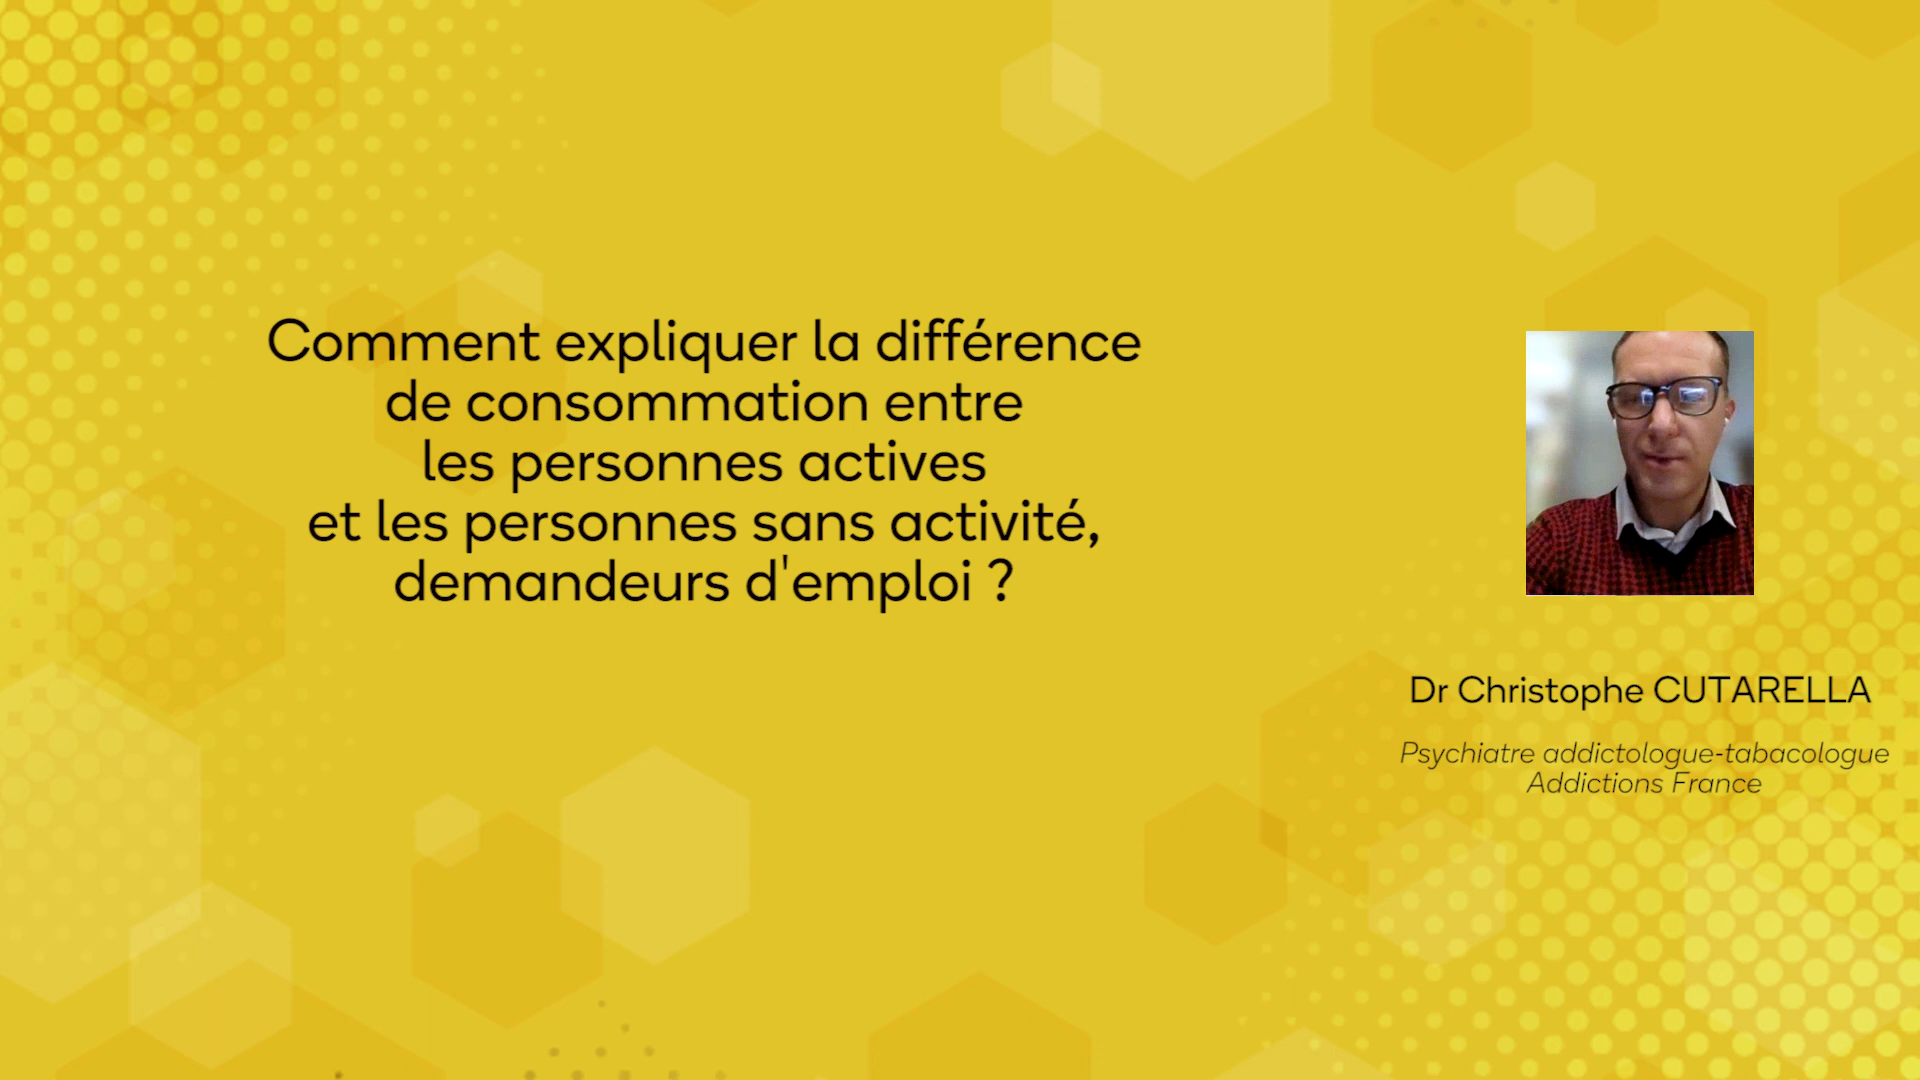 Comment expliquer la différence
de consommation entre
les personnes actives
et les personnes sans activité,
demandeurs d'emploi ?
Dr Christophe CUTARELLA
Psychiatre addictologue-tabacologue
Addictions France